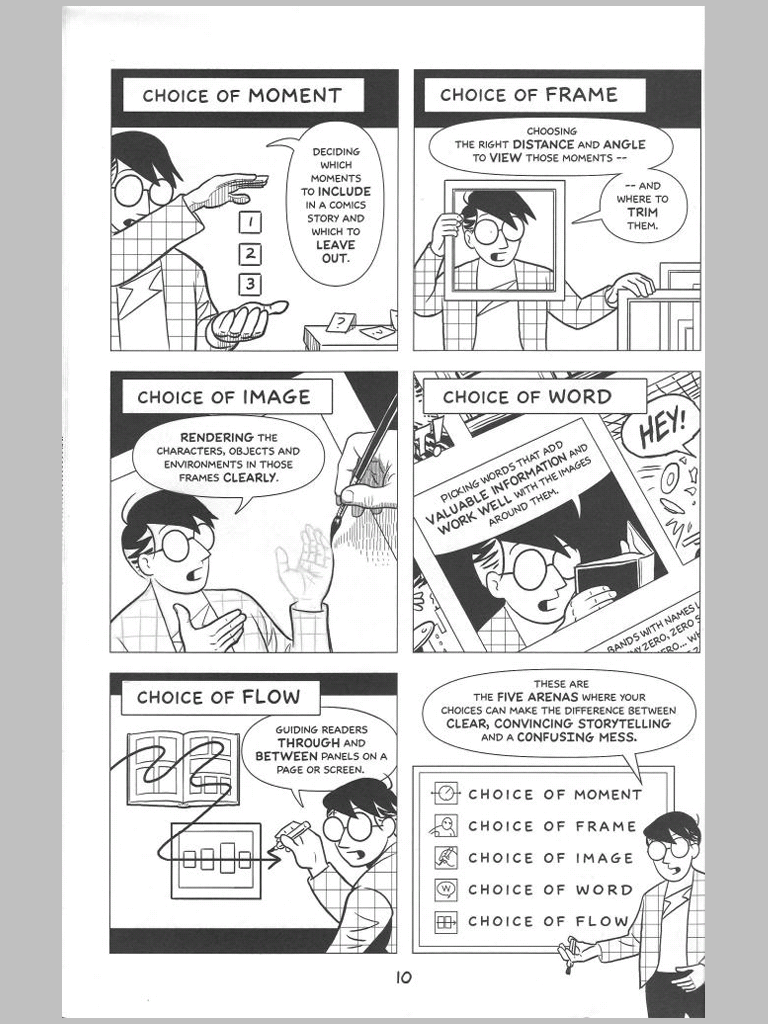 CHOICE OF MOMENT
DECIDING
WHICH
MOMENTS
TO INCLUDE
IN A COMICS
STORY AND
WHICH TO
LEAVE
OUT.
1
2
3
?
CHOICE OF FRAME
CHOOSING
THE RIGHT DISTANCE AND ANGLE
TO VIEW THOSE MOMENTS --
-- AND
WHERE TO
TRIM
THEM.
CHOICE OF IMAGE
RENDERING THE
CHARACTERS, OBJECTS AND
ENVIRONMENTS IN THOSE
FRAMES CLEARLY.
CHOICE OF WORD
HEY!
PICKING WORDS THAT ADD
VALUABLE INFORMATION AND
WORK WELL WITH THE IMAGES
AROUND THEM.
BANDS WITH NAMES
ZERO, ZERO
CHOICE OF FLOW
GUIDING READERS
THROUGH AND
BETWEEN PANELS ON A
PAGE OR SCREEN.
THESE ARE
THE FIVE ARENAS WHERE YOUR
CHOICES CAN MAKE THE DIFFERENCE BETWEEN
CLEAR, CONVINCING STORYTELLING
AND A CONFUSING MESS.
CHOICE OF MOMENT
CHOICE OF FRAME
CHOICE OF IMAGE
W CHOICE OF WORD
CHOICE OF FLOW
10